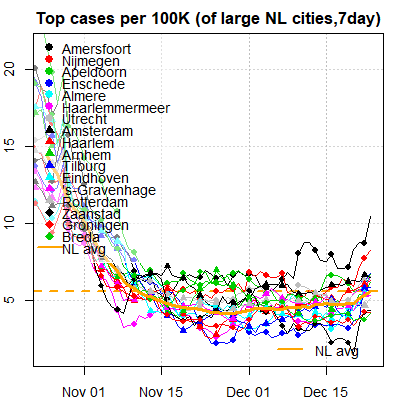 Top cases per 100K (of large NL cities,7day)
20
15
10
5
Amersfoort
Nijmegen
Apeldoorn
Enschede
Almere
Haarlemmermeer
Utrecht
Amsterdam
Haarlem
Arnhem
Tilburg
Eindhoven
's-Gravenhage
Rotterdam
Zaanstad
Groningen
Breda
NL avg
NL avg
Nov 01 Nov 15 Dec 01 Dec 15